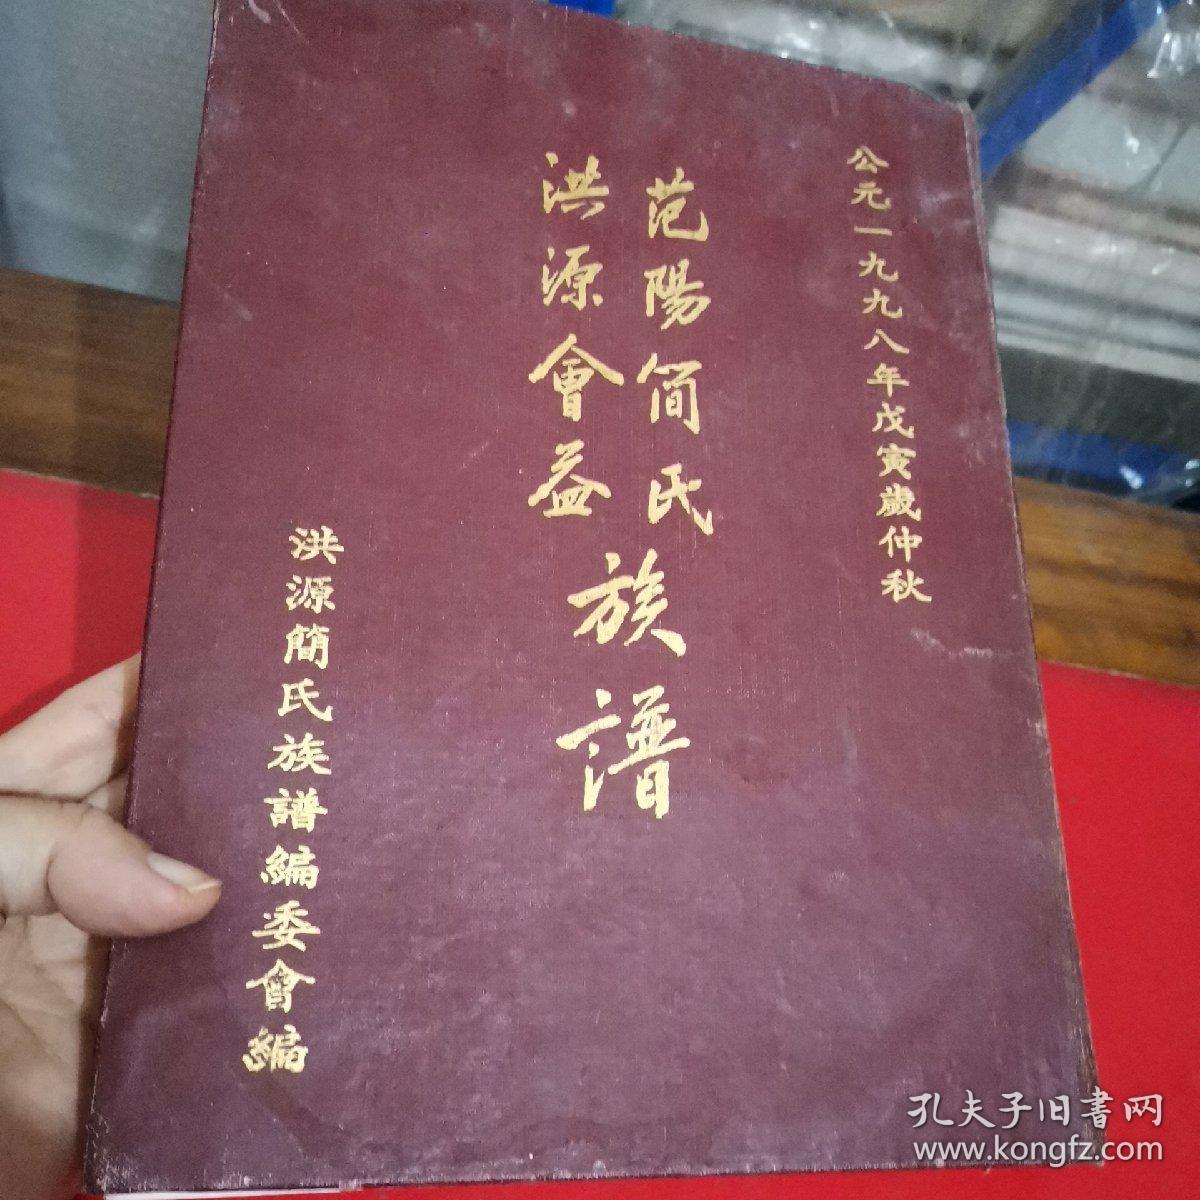 公元一九九八年戊寅歲仲秋
范陽简氏
洪源會益
族譜
洪源簡氏族譜編委會編
孔夫子旧書网
www.kongfz.com